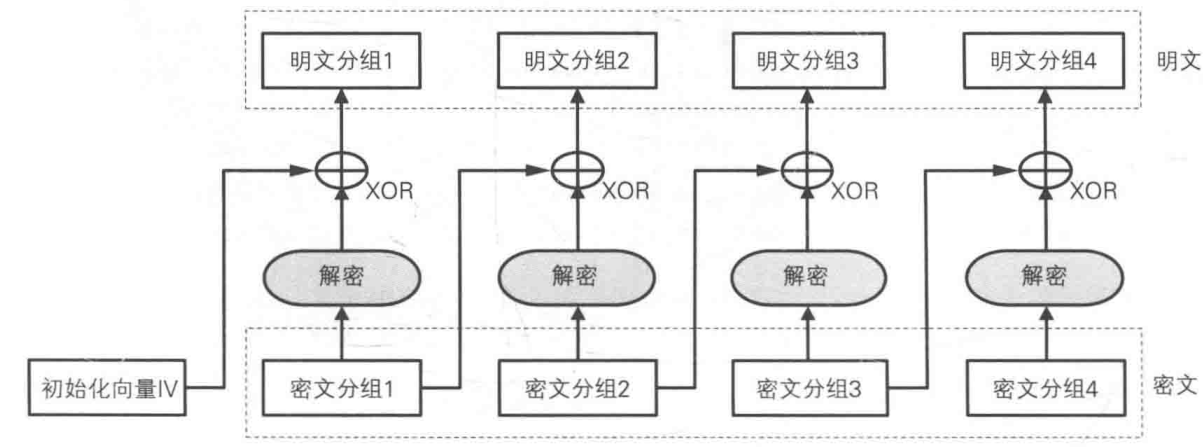 明文分组1 明文分组2 明文分组3 明文分组4 明文
XOR XOR XOR XOR
解密 解密 解密 解密
初始化向量IV 密文分组1 密文分组2 密文分组3 密文分组4 密文